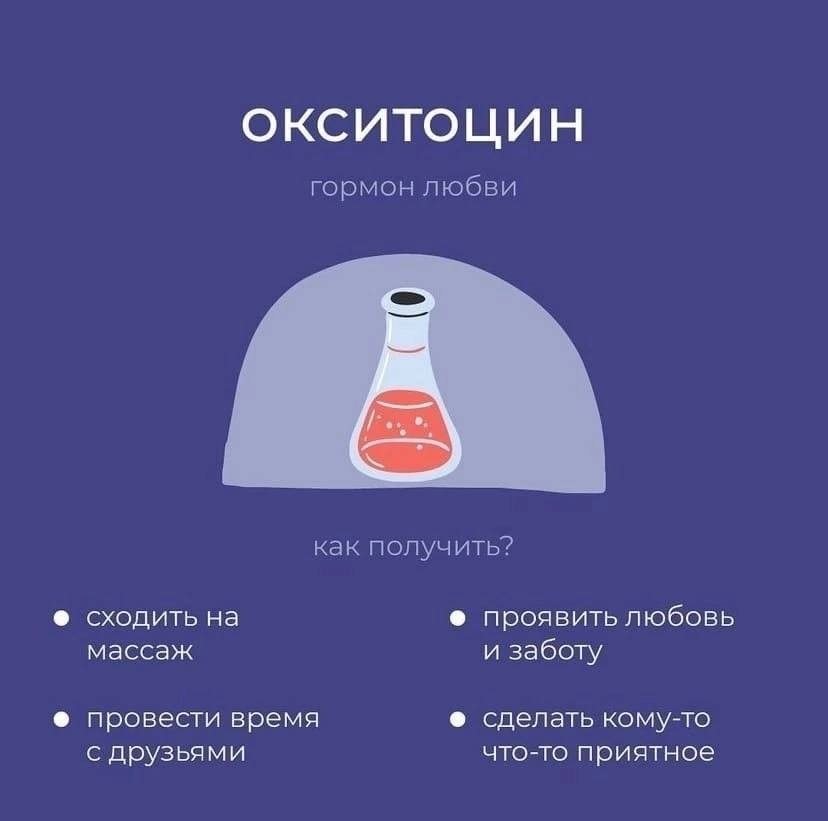 ОКСИТОЦИН
гормон любви
как получить?
сходить на
массаж
провести время
с друзьями
проявить любовь
и заботу
сделать кому-то
что-то приятное